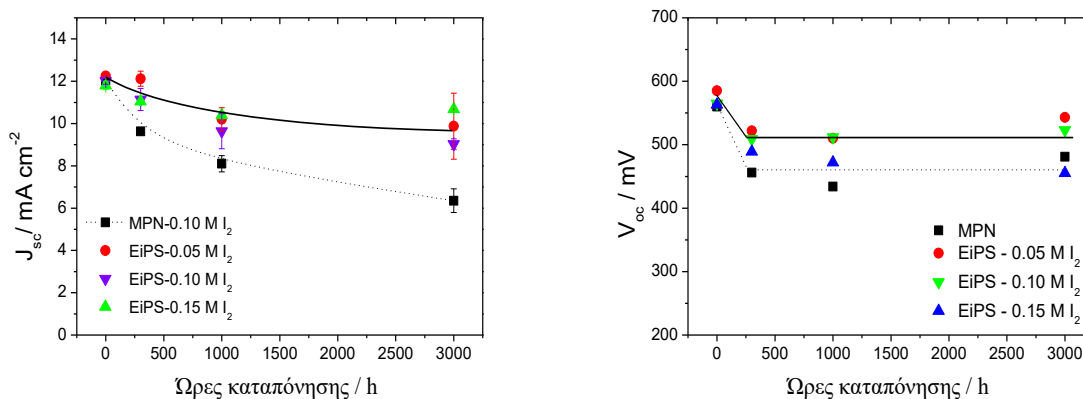 14
12
10
8
6
4
2
0
J_sc / mA cm^-2
MPN-0.10 M I_2
EiPS-0.05 M I_2
EiPS-0.10 M I_2
EiPS-0.15 M I_2
0 500 1000 1500 2000 2500 3000
Ώρες καταπόνησης / h
700
600
500
400
300
200
V_oc / mV
MPN
EiPS - 0.05 M I_2
EiPS - 0.10 M I_2
EiPS - 0.15 M I_2
0 500 1000 1500 2000 2500 3000
Ώρες καταπόνησης / h